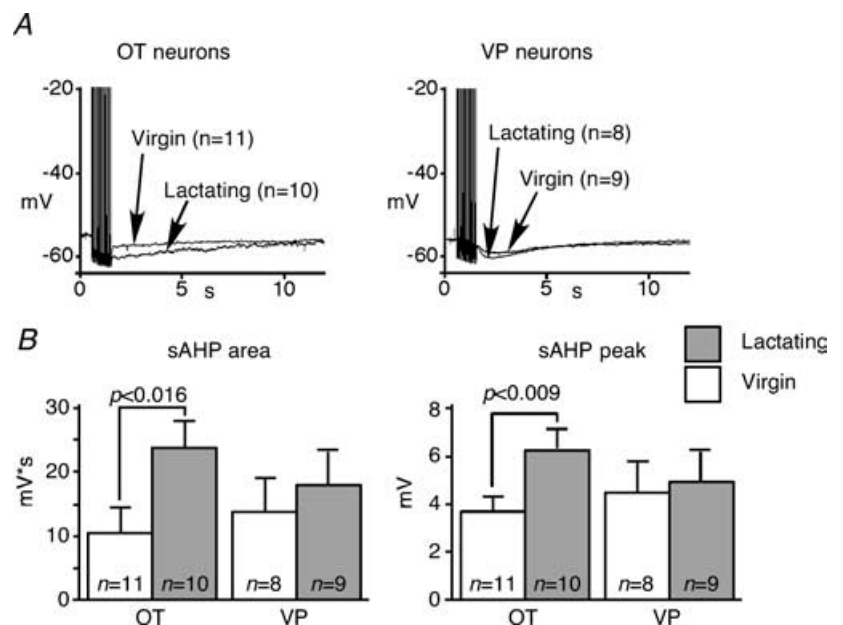 A
OT neurons
VP neurons
-20
-40
mV
-60
Virgin (n=11)
Lactating (n=10)
0 5 s 10
-20
-40
mV
-60
Lactating (n=8)
Virgin (n=9)
0 5 s 10
B
sAHP area
sAHP peak
Lactating
Virgin
p<0.016
30
20
10
0
mV*s
n=11 n=10 n=8 n=9
OT VP
p<0.009
8
6
4
2
0
mV
n=11 n=10 n=8 n=9
OT VP